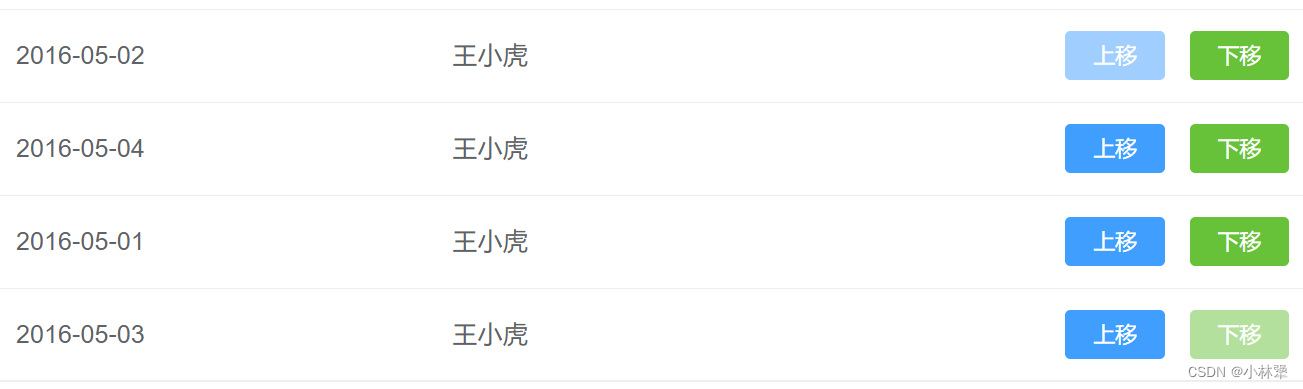 2016-05-02 王小虎 上移 下移
2016-05-04 王小虎 上移 下移
2016-05-01 王小虎 上移 下移
2016-05-03 王小虎 上移 下移
CSDN @小林犟